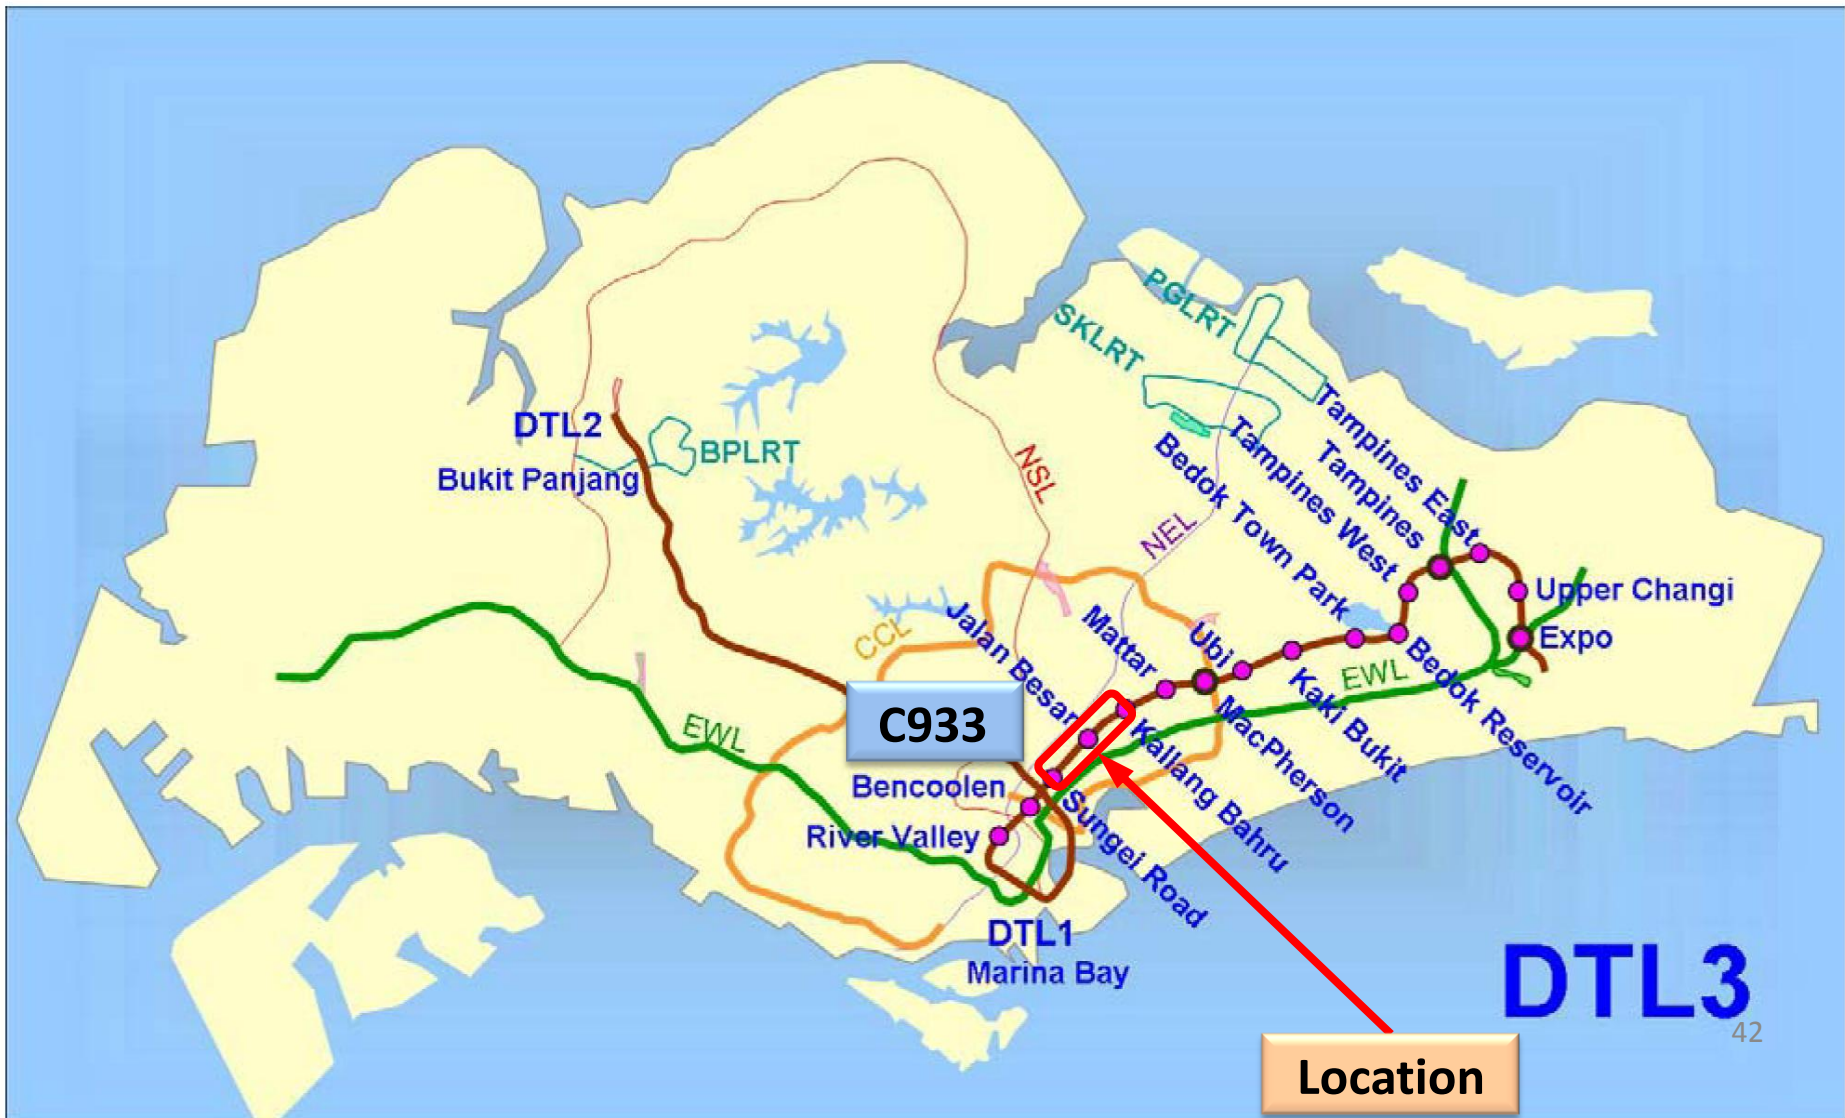 PGLRT
SKLRT
DTL2
BPLRT
Bukit Panjang
NSL
NEL
Tampines East
Tampines
Tampines West
Bedok Town Park
Upper Changi
Expo
CCL
Jalan Besar
Mattar
Ubi
EWL
Bedok Reservoir
Kaki Bukit
MacPherson
Kallang Bahru
EWL
C933
Bencoolen
River Valley
Sungei Road
DTL1
Marina Bay
DTL3
42
Location